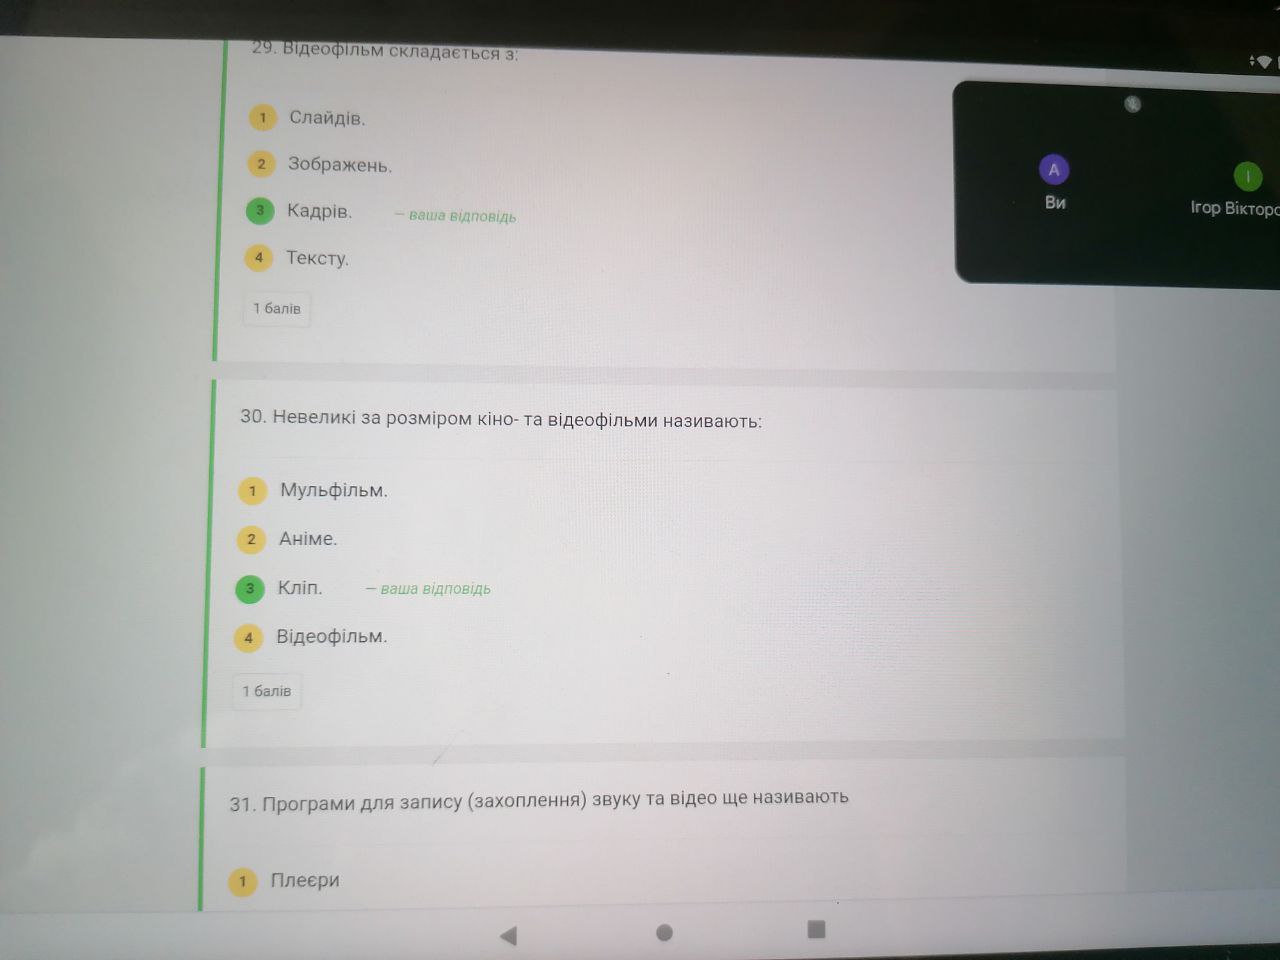 29. Відеофільм складається з:
1 Слайдів.
2 Зображень.
3 Кадрів. – ваша відповідь
4 Тексту.
1 балів
А
Ви
І
Ігор Вікторо
30. Невеликі за розміром кіно- та відеофільми називають:
1 Мульфільм.
2 Аніме.
3 Кліп. – ваша відповідь
4 Відеофільм.
1 балів
31. Програми для запису (захоплення) звуку та відео ще називають
1 Плеєри